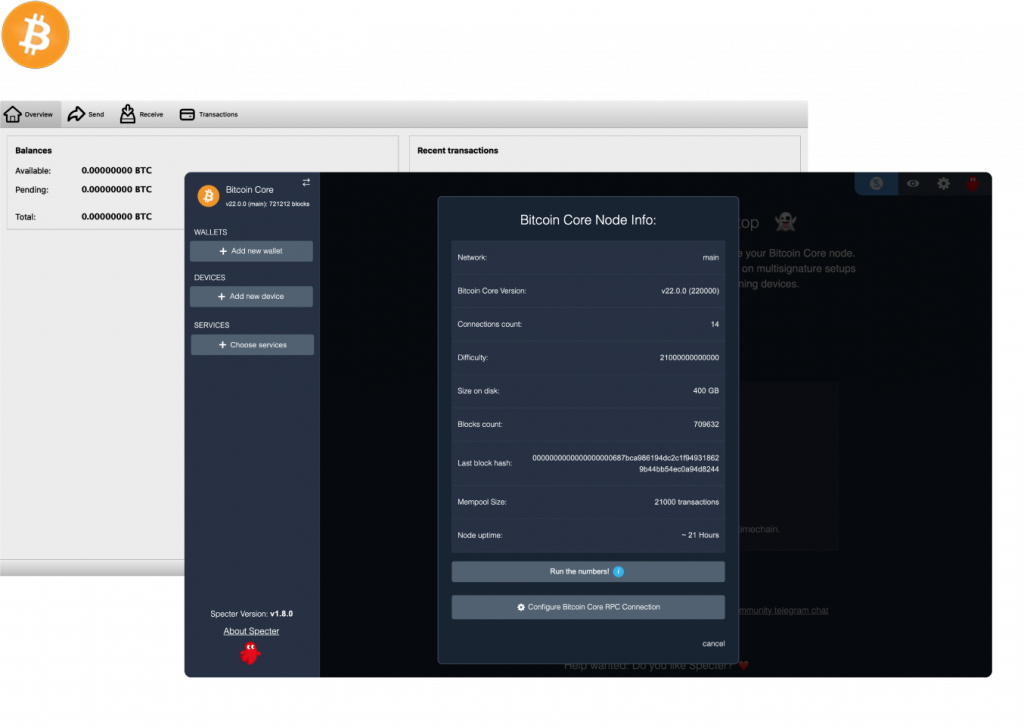 Overview Send Receive Transactions
Balances
Available: 0.00000000 BTC
Pending: 0.00000000 BTC
Total: 0.00000000 BTC
Recent transactions
Bitcoin Core
v22.0.0 (main): 721212 blocks
WALLETS
+ Add new wallet
DEVICES
+ Add new device
SERVICES
+ Choose services
Specter Version: v1.8.0
About Specter
Bitcoin Core Node Info:
Network: main
Bitcoin Core Version: v22.0.0 (220000)
Connections count: 14
Difficulty: 21000000000000
Size on disk: 400 GB
Blocks count: 709632
Last block hash: 0000000000000000000687bca986194dc2c1f94931862
9b44bb54ec0a94d8244
Mempool Size: 21000 transactions
Node uptime: ~ 21 Hours
Run the numbers! i
Configure Bitcoin Core RPC Connection
cancel
top
e your Bitcoin Core node.
on multisignature setups
ning devices.
imechain.
mmunity telegram chat
Help wanted: Do you like Specter?